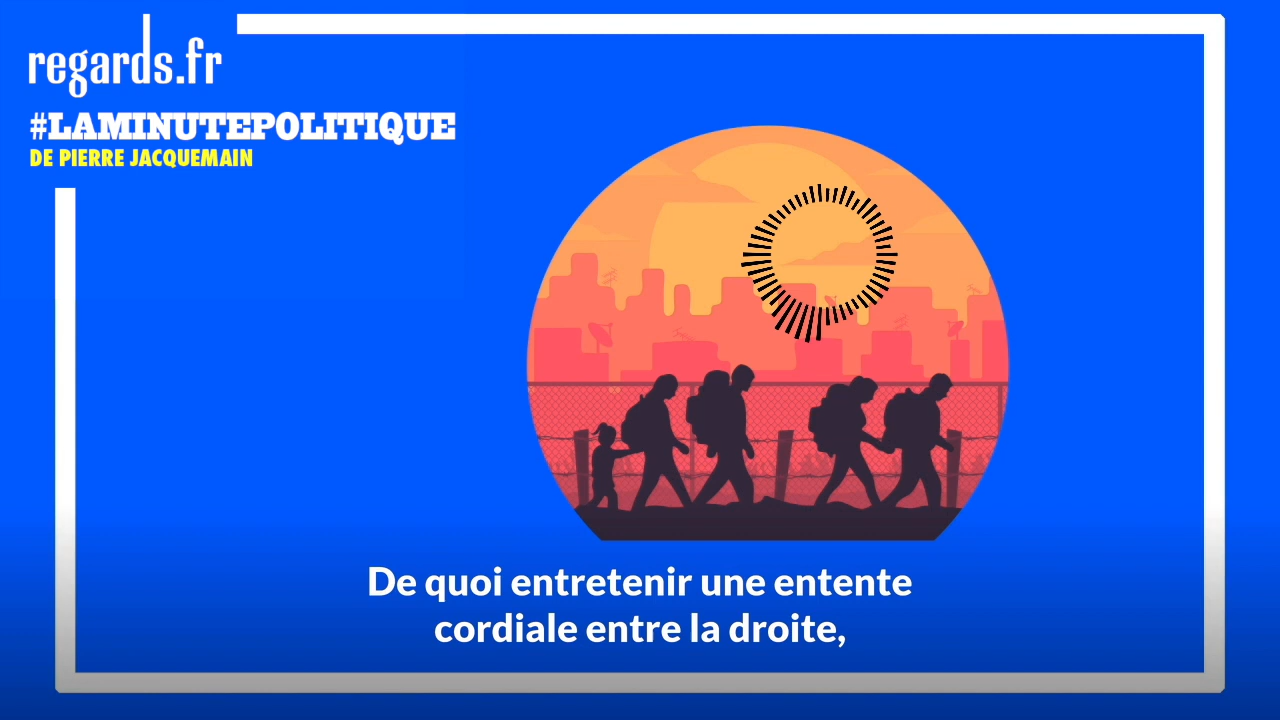 regards.fr
#LAMINUTEPOLITIQUE
DE PIERRE JACQUEMAIN
De quoi entretenir une entente
cordiale entre la droite,